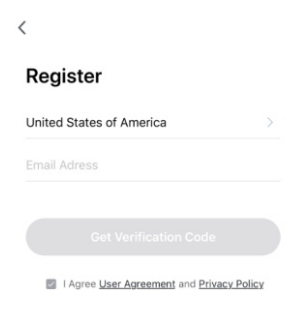 Register
United States of America
Email Adress
Get Verification Code
I Agree User Agreement and Privacy Policy